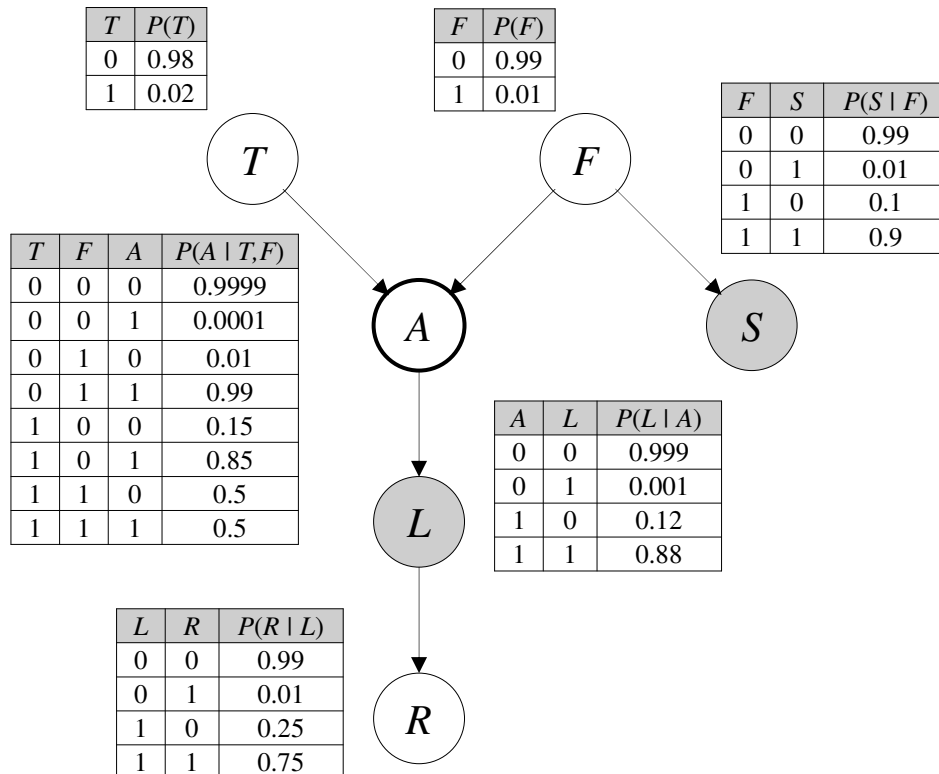 T P(T)
0 0.98
1 0.02
F P(F)
0 0.99
1 0.01
F S P(S | F)
0 0 0.99
0 1 0.01
1 0 0.1
1 1 0.9
T
F
T F A P(A | T,F)
0 0 0 0.9999
0 0 1 0.0001
0 1 0 0.01
0 1 1 0.99
1 0 0 0.15
1 0 1 0.85
1 1 0 0.5
1 1 1 0.5
A
S
A L P(L | A)
0 0 0.999
0 1 0.001
1 0 0.12
1 1 0.88
L
L R P(R | L)
0 0 0.99
0 1 0.01
1 0 0.25
1 1 0.75
R